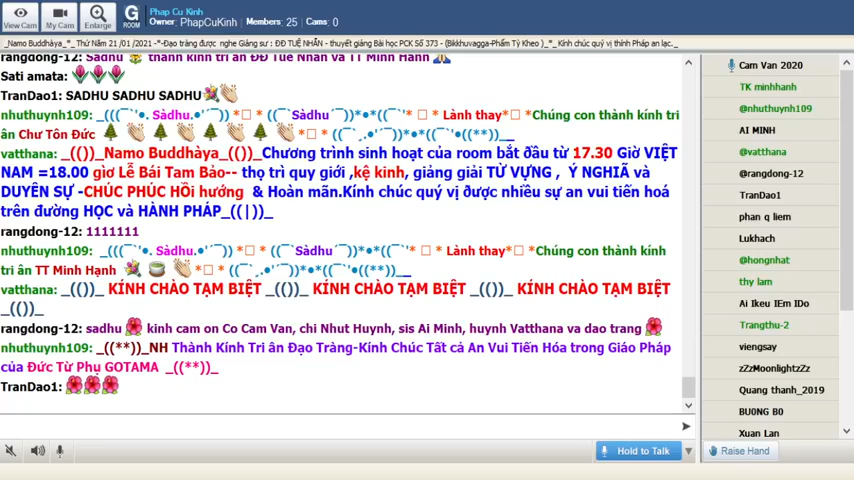 View Cam
My Cam
Enlarge
G
ROOM
Phap Cu Kinh
Owner: PhapCuKinh | Members: 25 | Cams: 0
_Namo Buddhàya_*_ Thứ Năm 21 /01 /2021 -*-Đạo tràng được nghe Giảng sư : ĐĐ TUỆ NHẪN - thuyết giảng Bài học PCK Số 373 - (Bikkhuvagga-Phẩm Tỳ Kheo )_*_ Kính chúc quý vị thính Pháp an lạc._
rangdong-12: Sadhu thanh kinh tri an ĐĐ Tue Nhan va TT Minh Hanh
Sati amata:
TranDao1: SADHU SADHU SADHU
nhuthuynh109: _(((¯`'•. Sàdhu.•'´¯)) *□ * ((¯`Sàdhu´¯)*•*((¯`'* □ * Lành thay*□*Chúng con thành kính tri
ân Chư Tôn Đức *□ * ((¯`¸.•'´¯)*•*((¯`'•((**))__
vatthana: _(())_Namo Buddhàya_(())_Chương trình sinh hoạt của room bắt đầu từ 17.30 Giờ VIỆT
NAM =18.00 giờ Lễ Bái Tam Bảo-- thọ trì quy giới ,kệ kinh, giảng giải TỪ VỰNG , Ý NGHĨA và
DUYÊN SỰ -CHÚC PHÚC HỒi hướng & Hoàn mãn.Kính chúc quý vị được nhiều sự an vui tiến hoá
trên đường HỌC và HÀNH PHÁP_((|))_
rangdong-12: 1111111
nhuthuynh109: _(((¯`'•. Sàdhu.•'´¯)) *□ * ((¯`Sàdhu´¯)*•*((¯`'* □ * Lành thay*□*Chúng con thành kính
tri ân TT Minh Hạnh *□ * ((¯`¸.•'´¯)*•*((¯`'•((**))__
vatthana: _(())_ KÍNH CHÀO TẠM BIỆT _(())_ KÍNH CHÀO TẠM BIỆT _(())_ KÍNH CHÀO TẠM BIỆT
_(())_
rangdong-12: sadhu kinh cam on Co Cam Van, chi Nhut Huynh, sis Ai Minh, huynh Vatthana va dao trang
nhuthuynh109: _((**))_NH Thành Kính Tri ân Đạo Tràng-Kính Chúc Tất cả An Vui Tiến Hóa trong Giáo Pháp
của Đức Từ Phụ GOTAMA _((**))_
TranDao1:
Cam Van 2020
TK minhhanh
@nhuthuynh109
AI MINH
@vatthana
@rangdong-12
TranDao1
phan q liem
Lukhach
@hongnhat
thy lam
Ai Ikeu IEm IDo
Trangthu-2
viengsay
zZzMoonlightzZz
Quang thanh_2019
BU0NG B0
Xuan Lan
Hold to Talk
Raise Hand